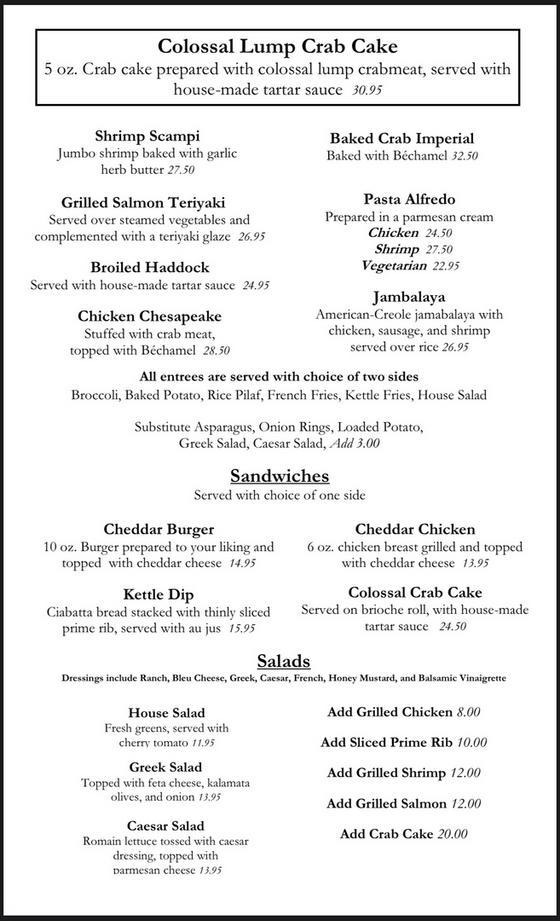 Colossal Lump Crab Cake
5 oz. Crab cake prepared with colossal lump crabmeat, served with
house-made tartar sauce 30.95
Shrimp Scampi
Jumbo shrimp baked with garlic
herb butter 27.50
Grilled Salmon Teriyaki
Served over steamed vegetables and
complemented with a teriyaki glaze 26.95
Broiled Haddock
Served with house-made tartar sauce 24.95
Chicken Chesapeake
Stuffed with crab meat,
topped with Béchamel 28.50
Baked Crab Imperial
Baked with Béchamel 32.50
Pasta Alfredo
Prepared in a parmesan cream
Chicken 24.50
Shrimp 27.50
Vegetarian 22.95
Jambalaya
American-Creole jamabalaya with
chicken, sausage, and shrimp
served over rice 26.95
All entrees are served with choice of two sides
Broccoli, Baked Potato, Rice Pilaf, French Fries, Kettle Fries, House Salad
Substitute Asparagus, Onion Rings, Loaded Potato,
Greek Salad, Caesar Salad, Add 3.00
Sandwiches
Served with choice of one side
Cheddar Burger
10 oz. Burger prepared to your liking and
topped with cheddar cheese 14.95
Kettle Dip
Ciabatta bread stacked with thinly sliced
prime rib, served with au jus 15.95
Cheddar Chicken
6 oz. chicken breast grilled and topped
with cheddar cheese 13.95
Colossal Crab Cake
Served on brioche roll, with house-made
tartar sauce 24.50
Salads
Dressings include Ranch, Bleu Cheese, Greek, Caesar, French, Honey Mustard, and Balsamic Vinaigrette
House Salad
Fresh greens, served with
cherry tomato 11.95
Greek Salad
Topped with feta cheese, kalamata
olives, and onion 13.95
Caesar Salad
Romain lettuce tossed with caesar
dressing, topped with
parmesan cheese 13.95
Add Grilled Chicken 8.00
Add Sliced Prime Rib 10.00
Add Grilled Shrimp 12.00
Add Grilled Salmon 12.00
Add Crab Cake 20.00